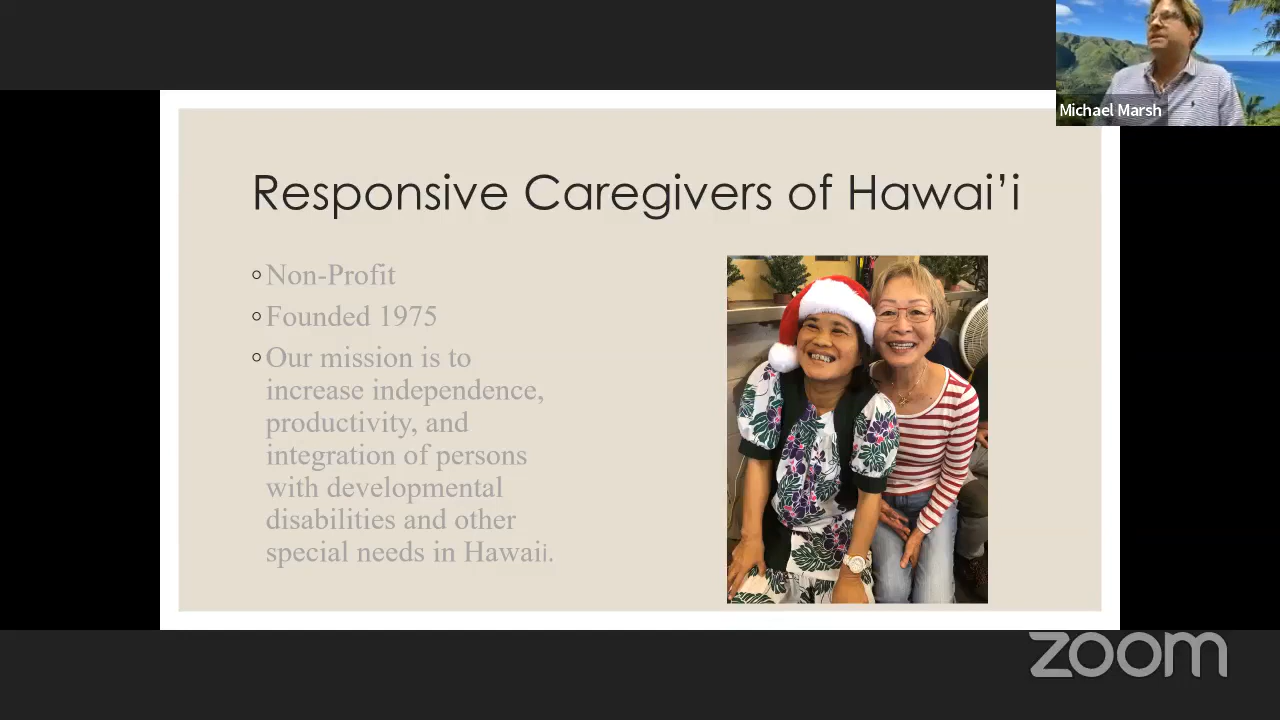 Michael Marsh
Responsive Caregivers of Hawai’i
Non-Profit
Founded 1975
Our mission is to
increase independence,
productivity, and
integration of persons
with developmental
disabilities and other
special needs in Hawaii.
zoom